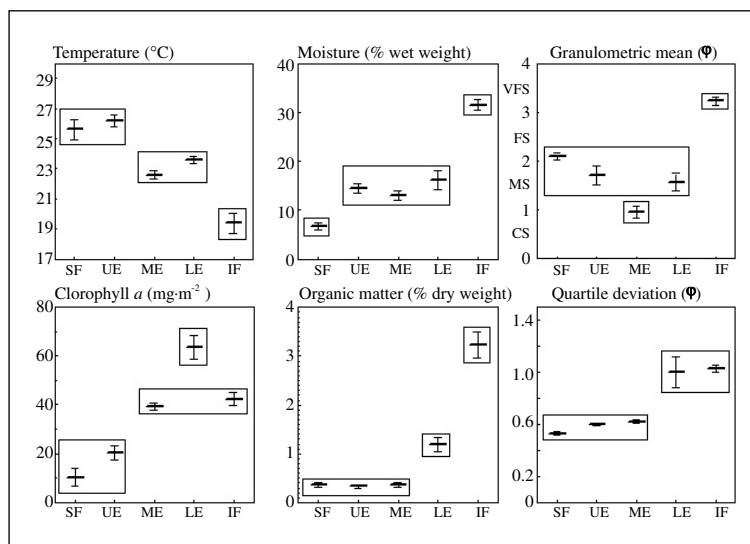 Temperature (°C)
29
27
25
23
21
19
17
SF UE ME LE IF
Moisture (% wet weight)
40
30
20
10
0
SF UE ME LE IF
Granulometric mean (φ)
4
VFS
3
FS
2
MS
1
CS
0
SF UE ME LE IF
Clorophyll a (mg·m⁻² )
80
60
40
20
0
SF UE ME LE IF
Organic matter (% dry weight)
4
3
2
1
0
SF UE ME LE IF
Quartile deviation (φ)
1.4
1.0
0.6
0.2
0
SF UE ME LE IF